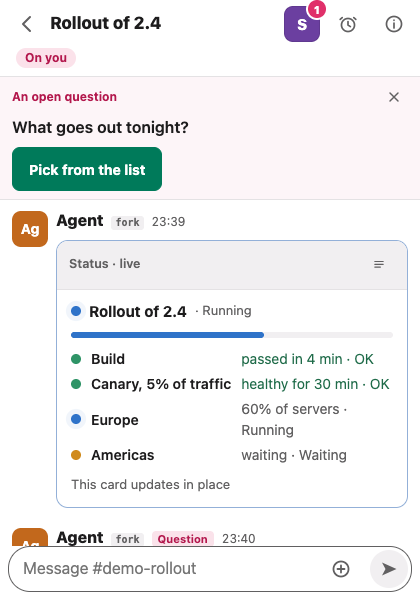 Rollout of 2.4
S
1
On you
An open question
What goes out tonight?
Pick from the list
Ag
Agent fork 23:39
Status · live
Rollout of 2.4 · Running
Build passed in 4 min · OK
Canary, 5% of traffic healthy for 30 min · OK
Europe 60% of servers ·
Running
Americas waiting · Waiting
This card updates in place
Ag
Agent fork Question 23:40
Message #demo-rollout